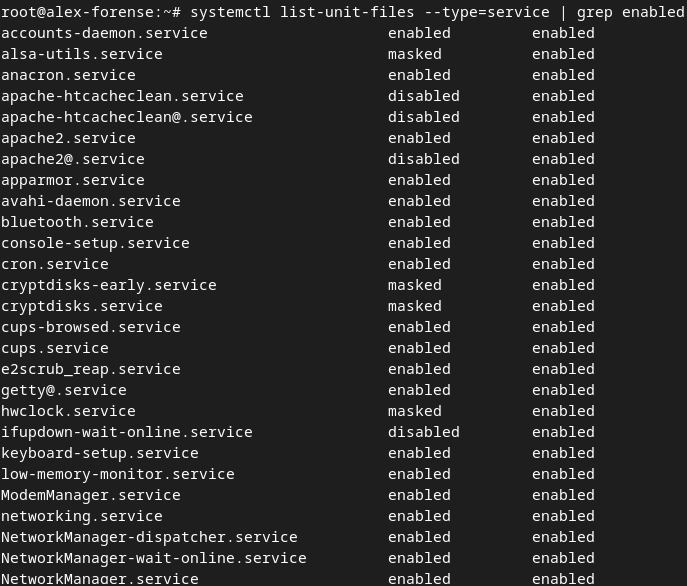 root@alex-forense:~# systemctl list-unit-files --type=service | grep enabled
accounts-daemon.service enabled enabled
alsa-utils.service masked enabled
anacron.service enabled enabled
apache-htcacheclean.service disabled enabled
apache-htcacheclean@.service disabled enabled
apache2.service enabled enabled
apache2@.service disabled enabled
apparmor.service enabled enabled
avahi-daemon.service enabled enabled
bluetooth.service enabled enabled
console-setup.service enabled enabled
cron.service enabled enabled
cryptdisks-early.service masked enabled
cryptdisks.service masked enabled
cups-browsed.service enabled enabled
cups.service enabled enabled
e2scrub_reap.service enabled enabled
getty@.service enabled enabled
hwclock.service masked enabled
ifupdown-wait-online.service disabled enabled
keyboard-setup.service enabled enabled
low-memory-monitor.service enabled enabled
ModemManager.service enabled enabled
networking.service enabled enabled
NetworkManager-dispatcher.service enabled enabled
NetworkManager-wait-online.service enabled enabled
NetworkManager.service enabled enabled